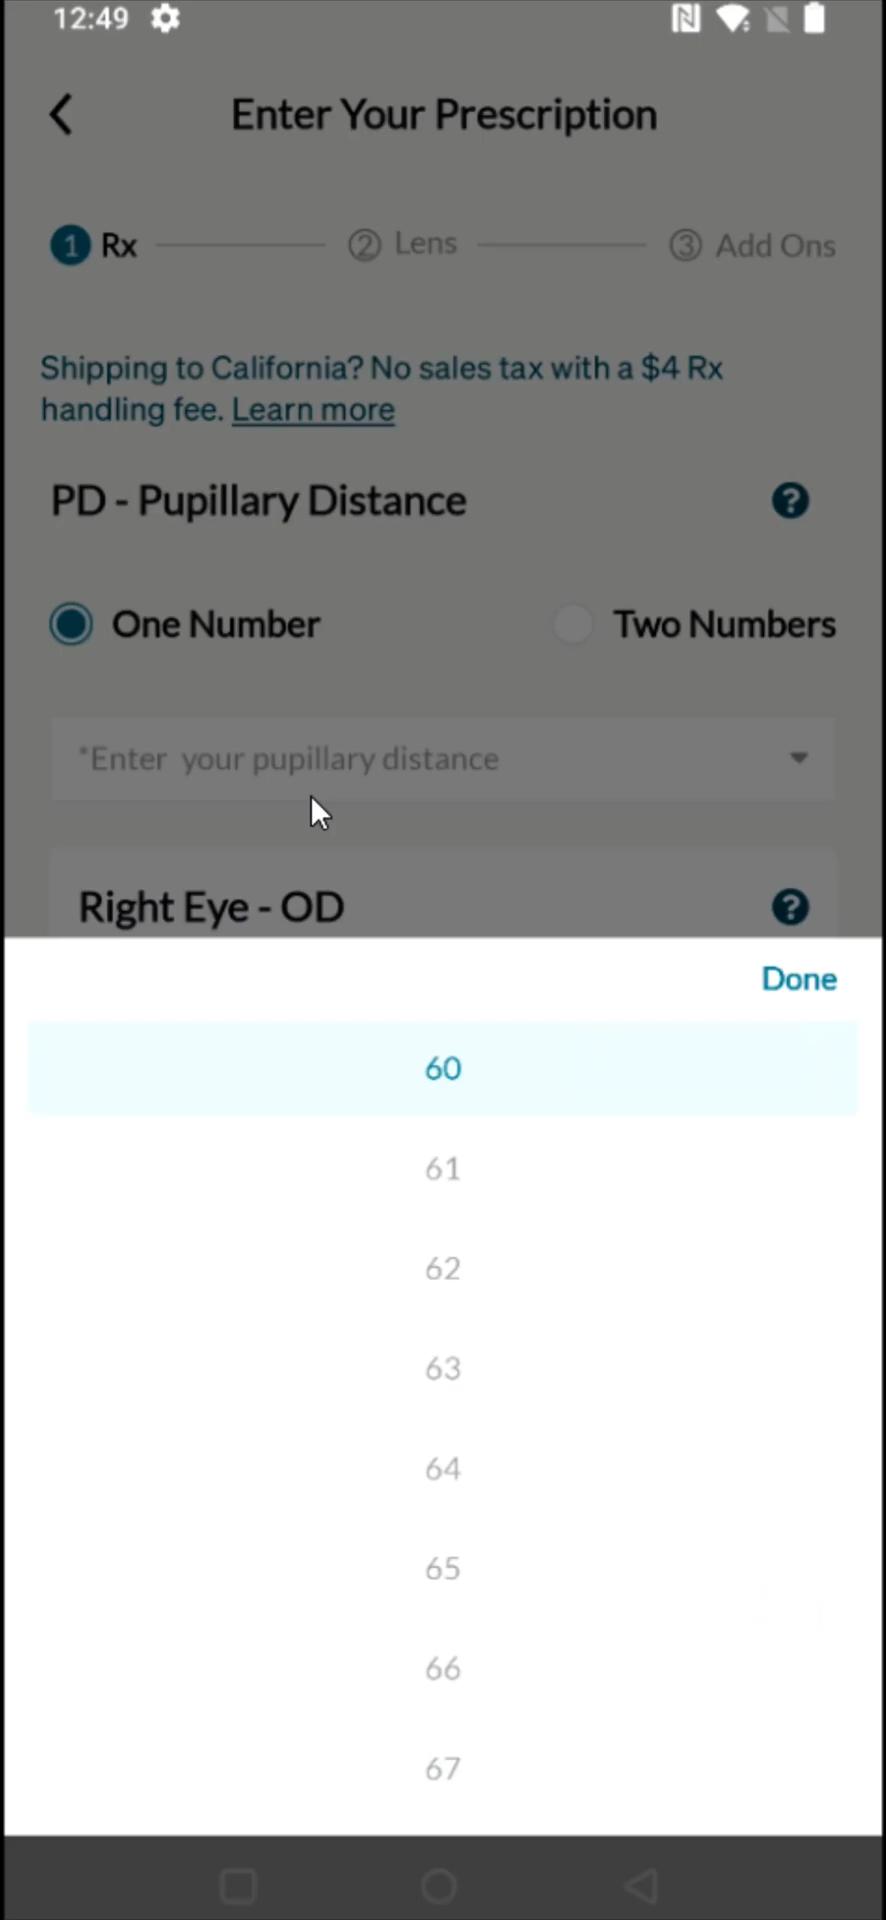 12:49
Enter Your Prescription
1 Rx 2 Lens 3 Add Ons
Shipping to California? No sales tax with a $4 Rx
handling fee. Learn more
PD - Pupillary Distance ?
One Number Two Numbers
*Enter your pupillary distance
Right Eye - OD ?
Done
60
61
62
63
64
65
66
67